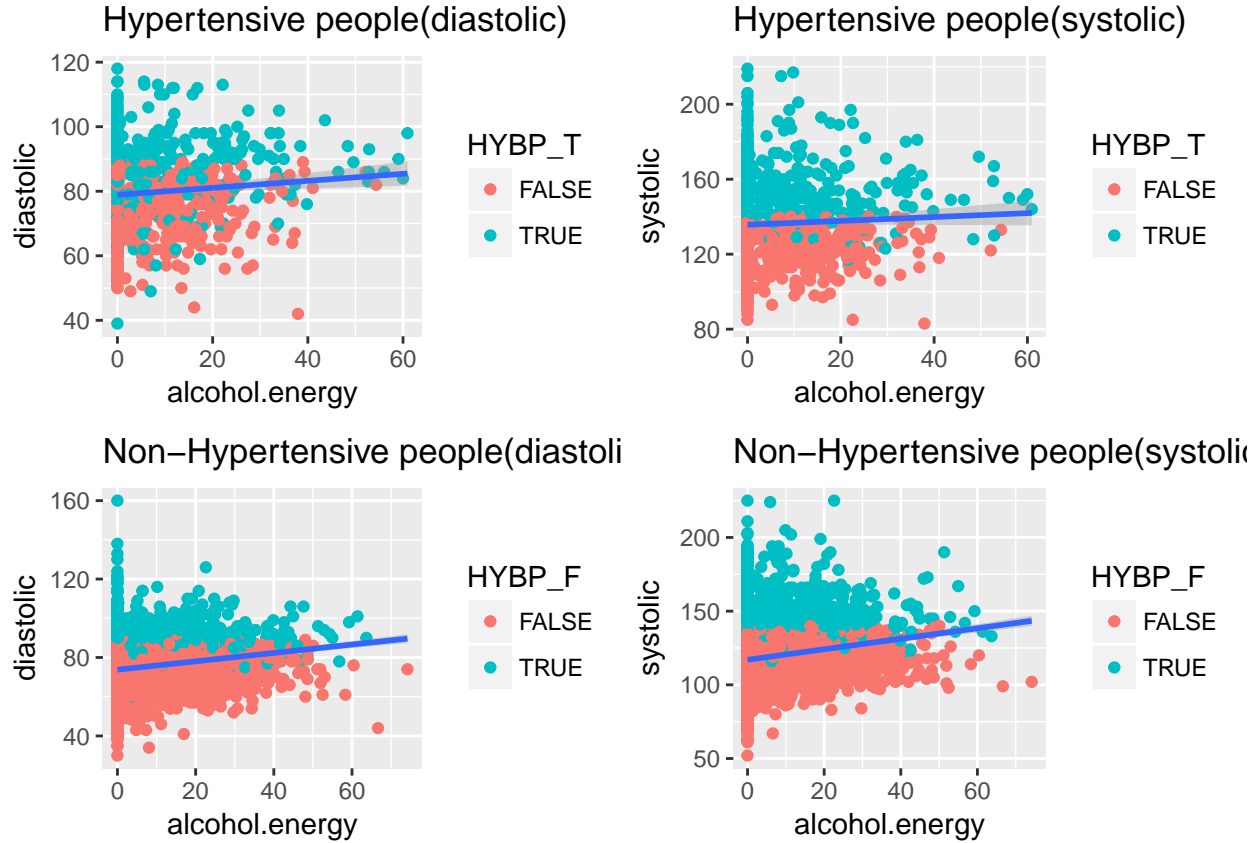 Hypertensive people(diastolic)
120
100
80
60
40
diastolic
0 20 40 60
alcohol.energy
HYBP_T
FALSE
TRUE
Hypertensive people(systolic)
200
160
120
80
systolic
0 20 40 60
alcohol.energy
HYBP_T
FALSE
TRUE
Non−Hypertensive people(diastoli
160
120
80
40
diastolic
0 20 40 60
alcohol.energy
HYBP_F
FALSE
TRUE
Non−Hypertensive people(systolic
200
150
100
50
systolic
0 20 40 60
alcohol.energy
HYBP_F
FALSE
TRUE